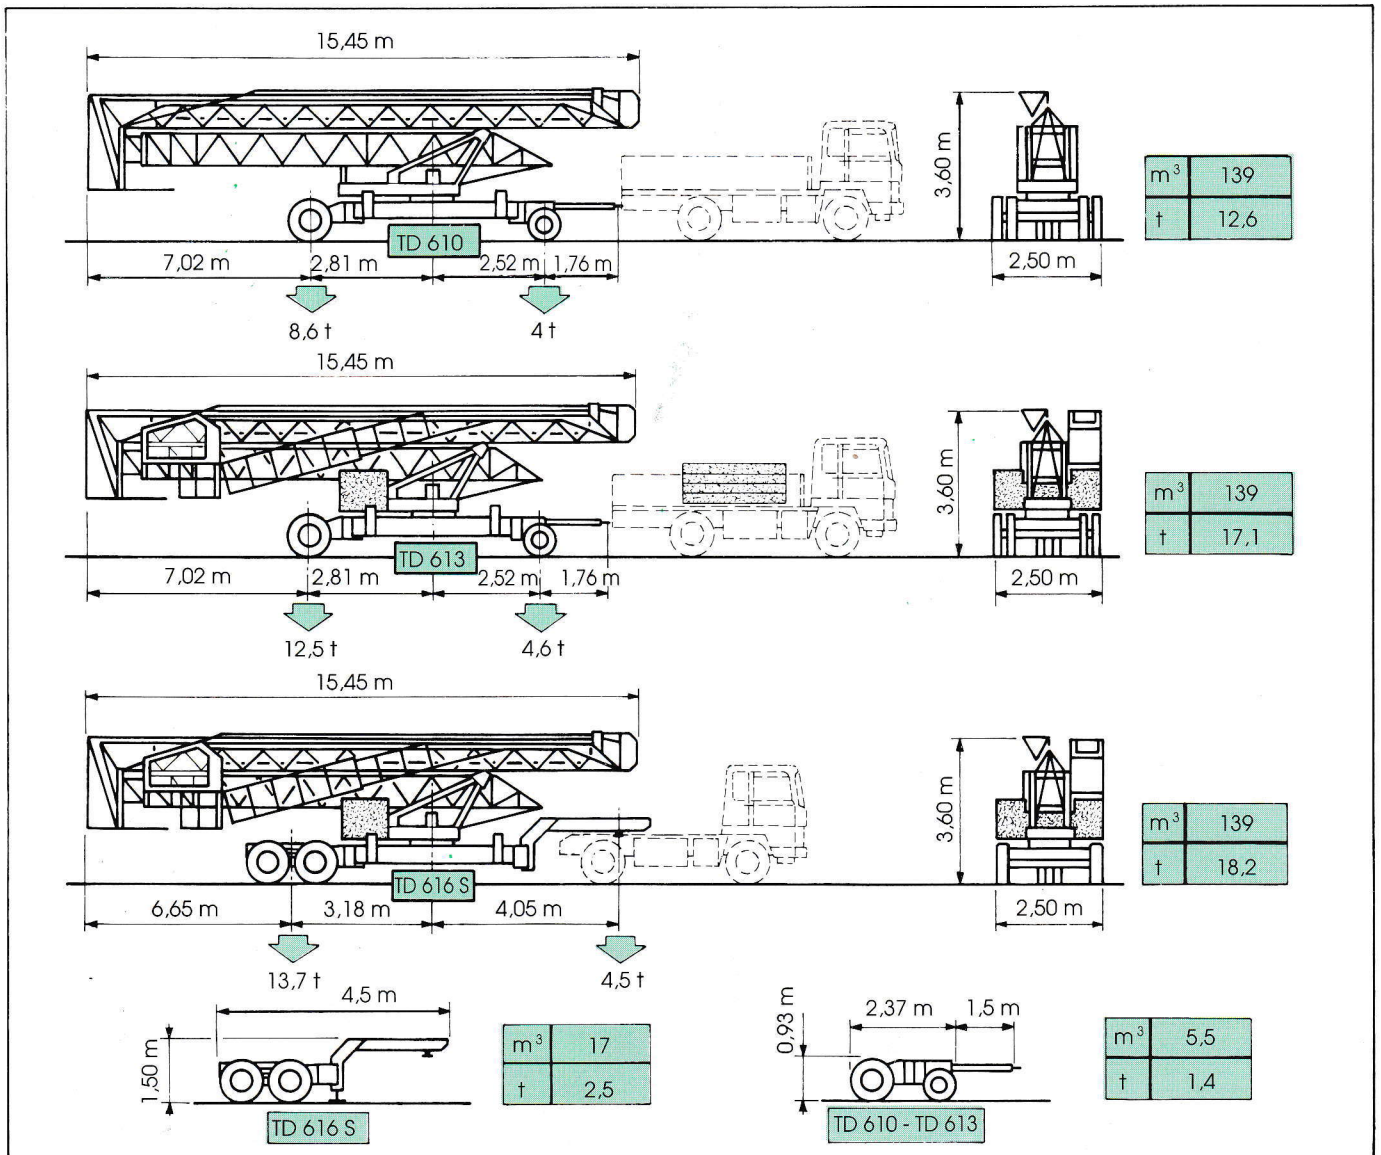 15,45 m
3,60 m
m³ 139
t 12,6
TD 610
7,02 m 2,81 m 2,52 m 1,76 m 2,50 m
8,6 t 4 t
15,45 m
3,60 m
m³ 139
t 17,1
TD 613
7,02 m 2,81 m 2,52 m 1,76 m 2,50 m
12,5 t 4,6 t
15,45 m
3,60 m
m³ 139
t 18,2
TD 616 S
6,65 m 3,18 m 4,05 m 2,50 m
13,7 t 4,5 t
4,5 m
1,50 m
m³ 17
t 2,5
TD 616 S
0,93 m
2,37 m 1,5 m
m³ 5,5
t 1,4
TD 610 - TD 613